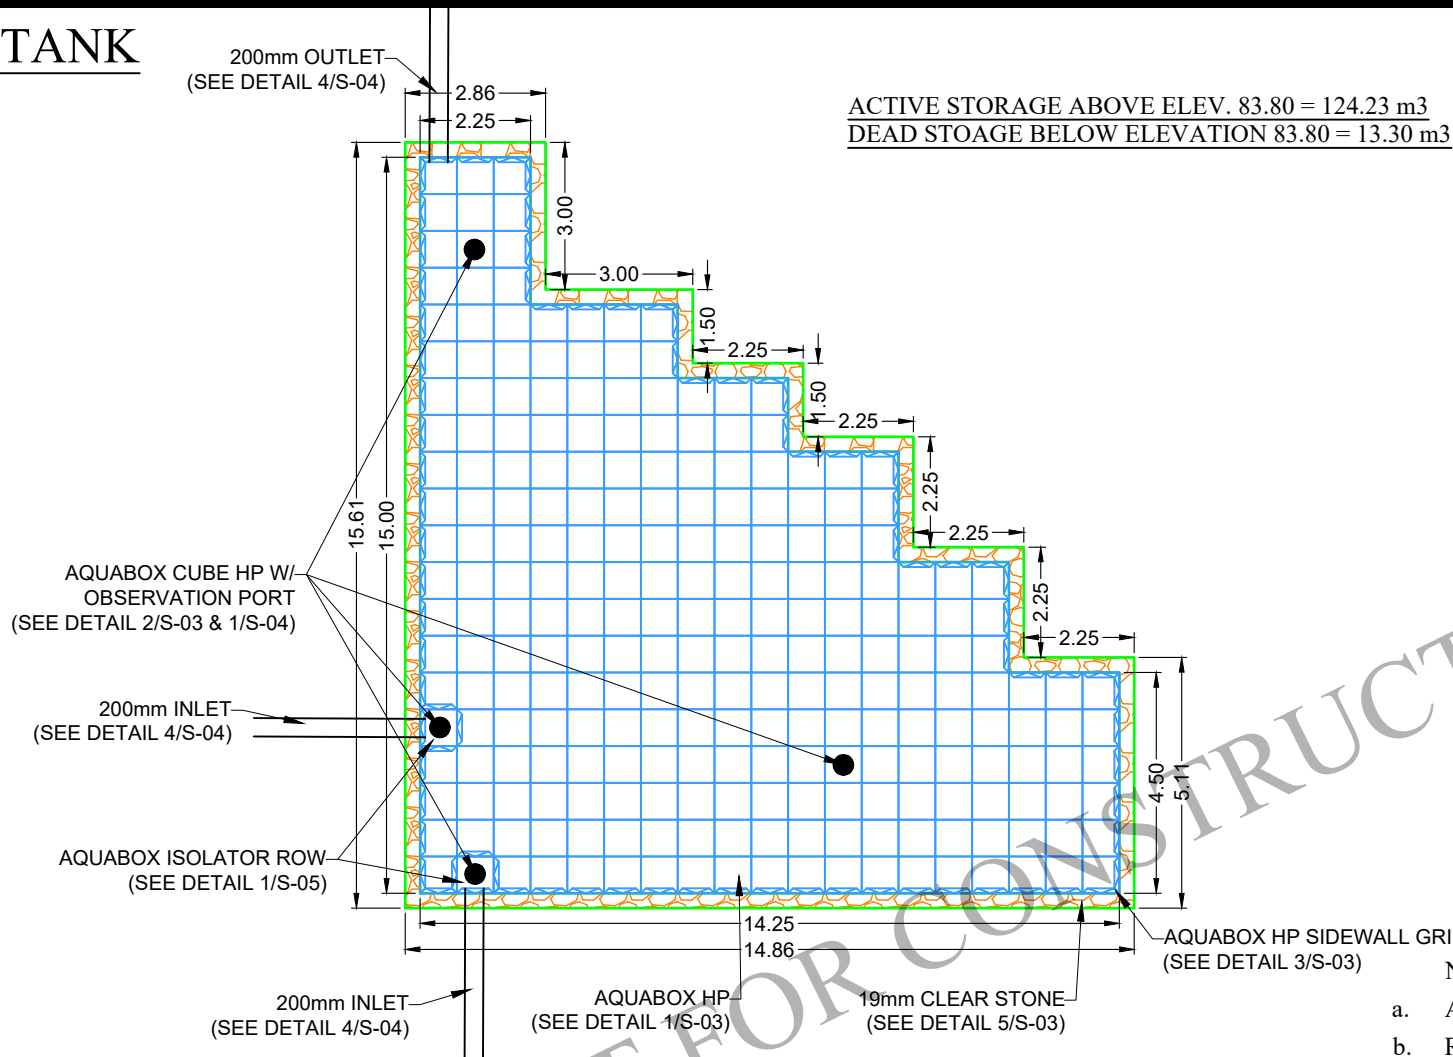 TANK
200mm OUTLET
(SEE DETAIL 4/S-04)
ACTIVE STORAGE ABOVE ELEV. 83.80 = 124.23 m3
DEAD STOAGE BELOW ELEVATION 83.80 = 13.30 m3
2.86
2.25
3.00
3.00
1.50
2.25
1.50
2.25
2.25
2.25
2.25
2.25
15.61
15.00
AQUABOX CUBE HP W/
OBSERVATION PORT
(SEE DETAIL 2/S-03 & 1/S-04)
200mm INLET
(SEE DETAIL 4/S-04)
4.50
5.11
AQUABOX ISOLATOR ROW
(SEE DETAIL 1/S-05)
14.25
14.86
AQUABOX HP SIDEWALL GRI
(SEE DETAIL 3/S-03)
200mm INLET
(SEE DETAIL 4/S-04)
AQUABOX HP
(SEE DETAIL 1/S-03)
19mm CLEAR STONE
(SEE DETAIL 5/S-03)
a.
b.
FOR CONSTRUCT